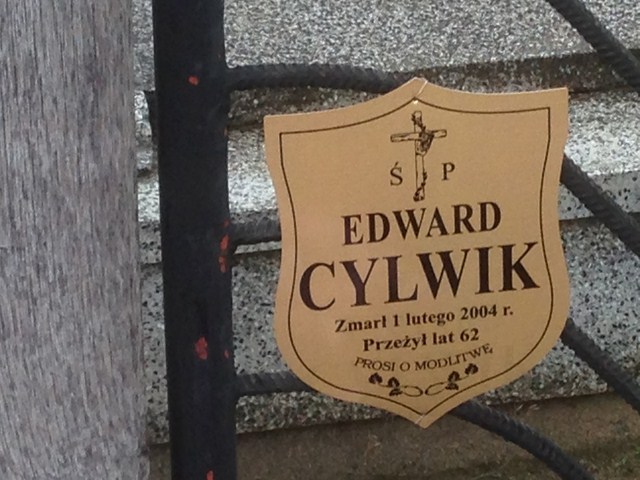 Ś P
EDWARD
CYLWIK
Zmarł 1 lutego 2004 r.
Przeżył lat 62
PROSI O MODLITWĘ